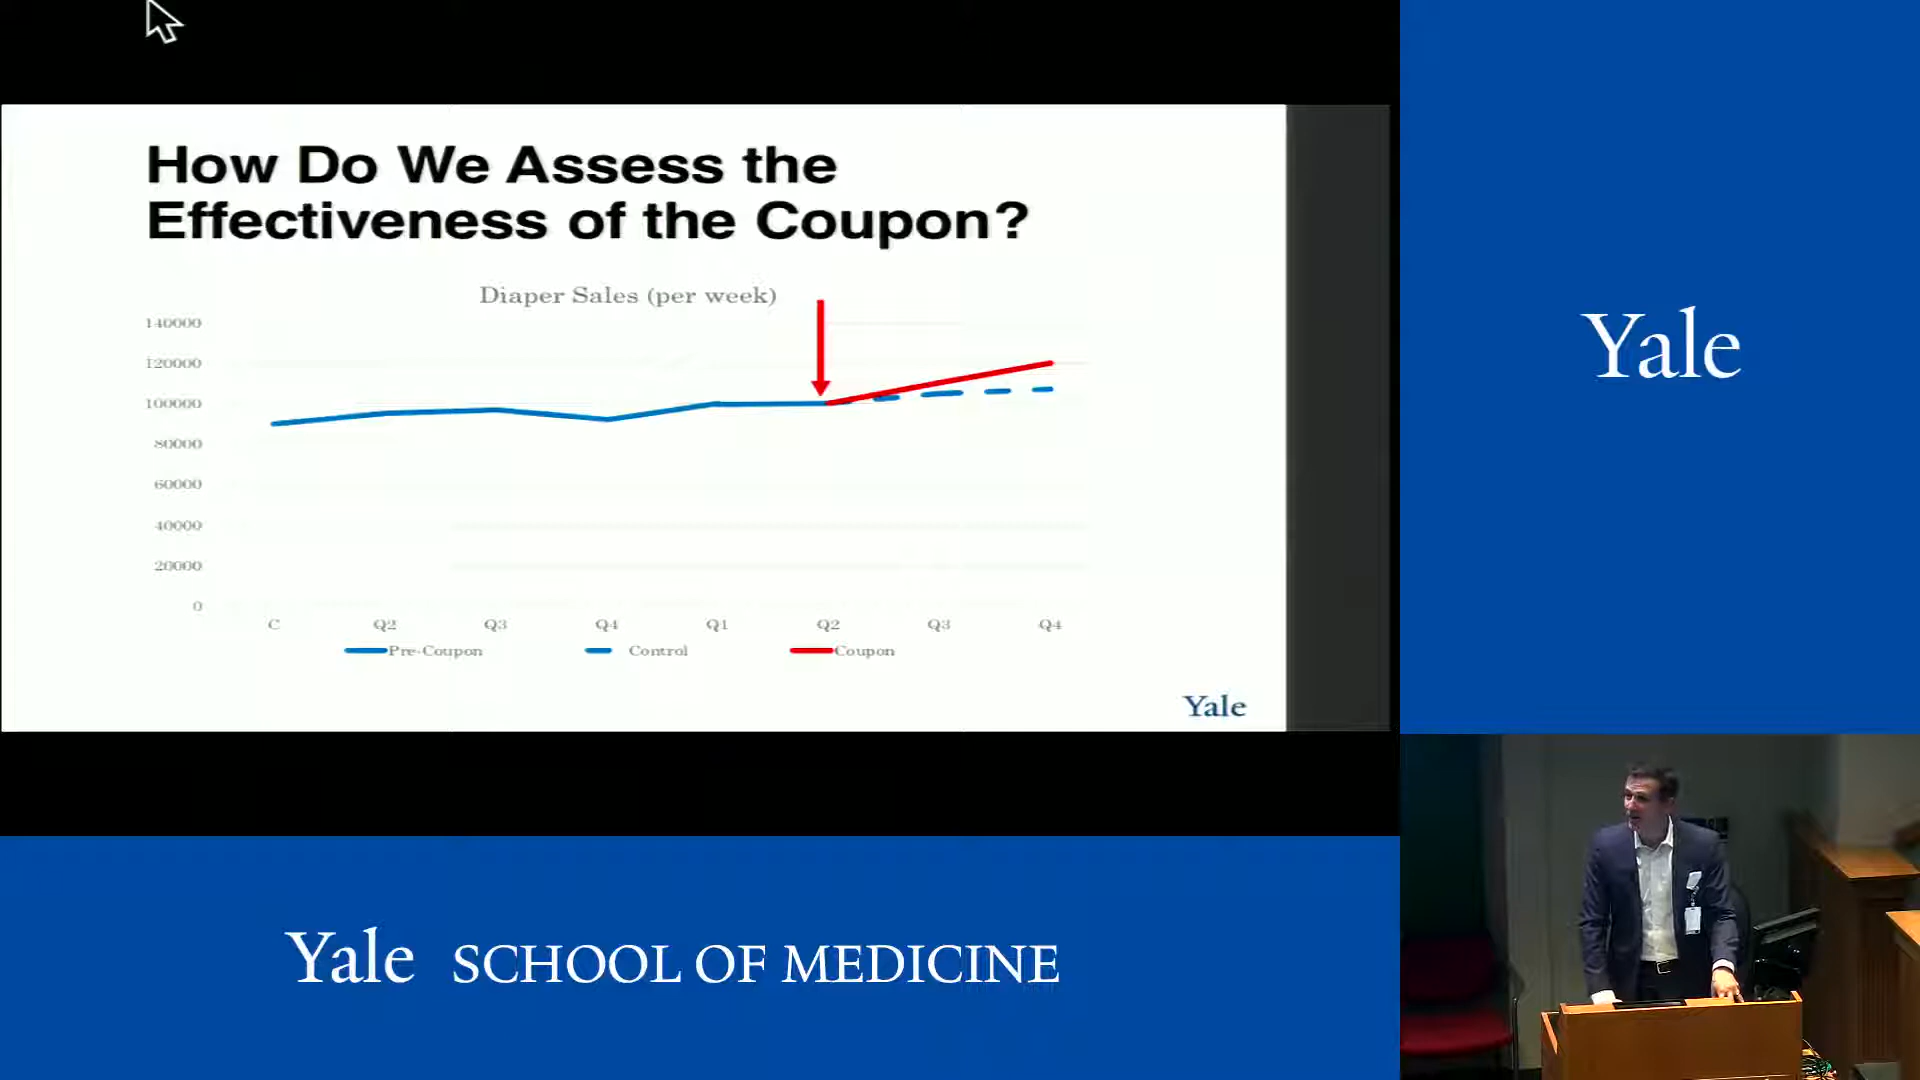 How Do We Assess the
Effectiveness of the Coupon?
Diaper Sales (per week)
140000
120000
100000
80000
60000
40000
20000
0
C Q2 Q3 Q4 Q1 Q2 Q3 Q4
Pre-Coupon Control Coupon
Yale
Yale
Yale SCHOOL OF MEDICINE